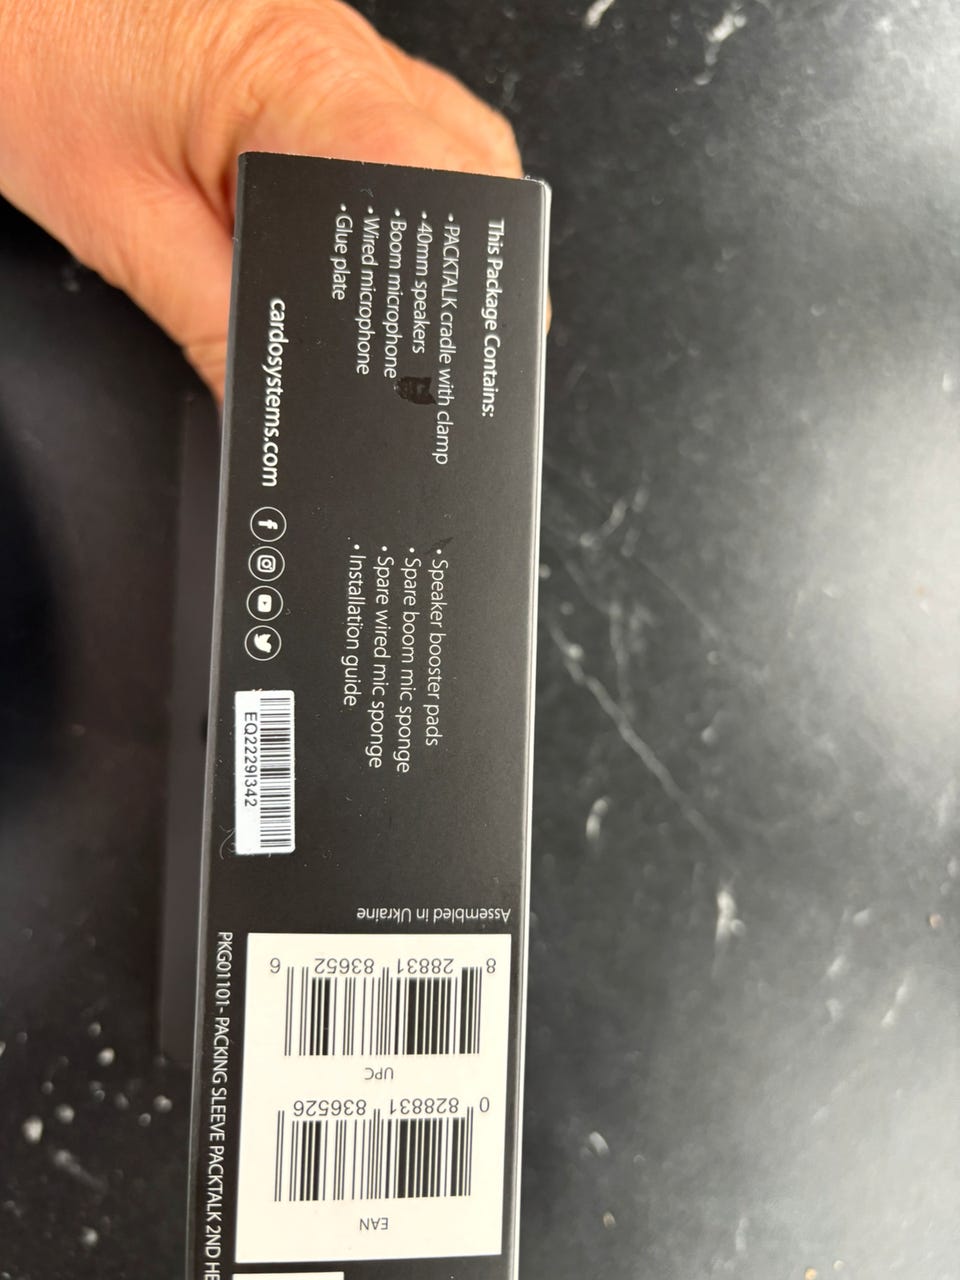 This Package Contains:
• PACKTALK cradle with clamp
• 40mm speakers
• Boom microphone
• Wired microphone
• Glue plate
• Speaker booster pads
• Spare boom mic sponge
• Spare wired mic sponge
• Installation guide
cardosystems.com
EQ2229I342
Assembled in Ukraine
8 28831 83652 6
UPC
0 828831 836526
EAN
PKG01101- PACKING SLEEVE PACKTALK 2ND HE